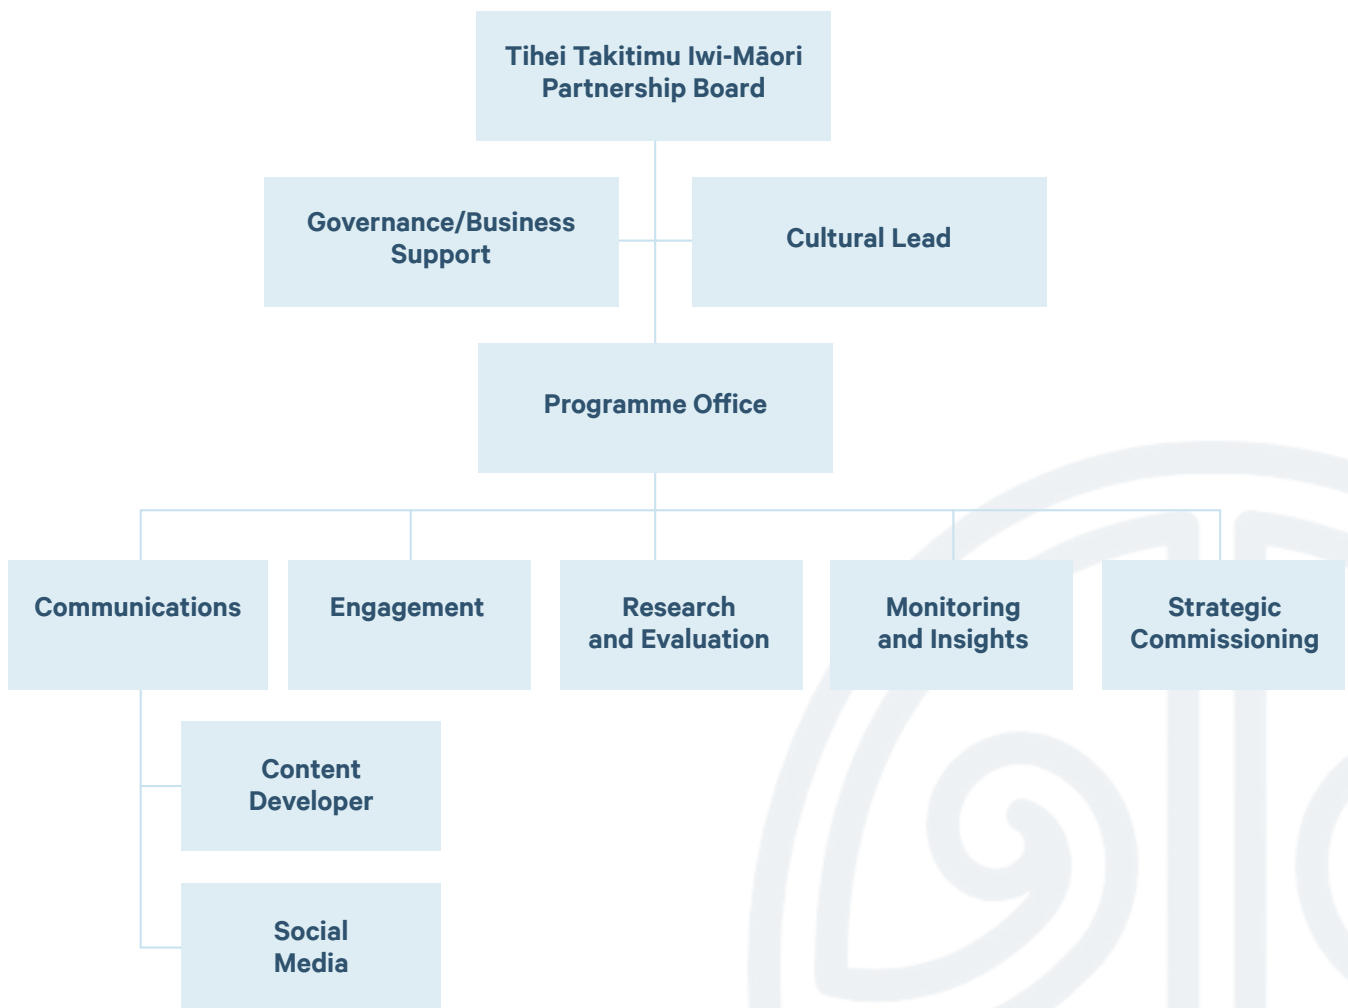 Tihei Takitimu Iwi-Māori
Partnership Board
Governance/Business
Support
Cultural Lead
Programme Office
Communications
Engagement
Research
and Evaluation
Monitoring
and Insights
Strategic
Commissioning
Content
Developer
Social
Media